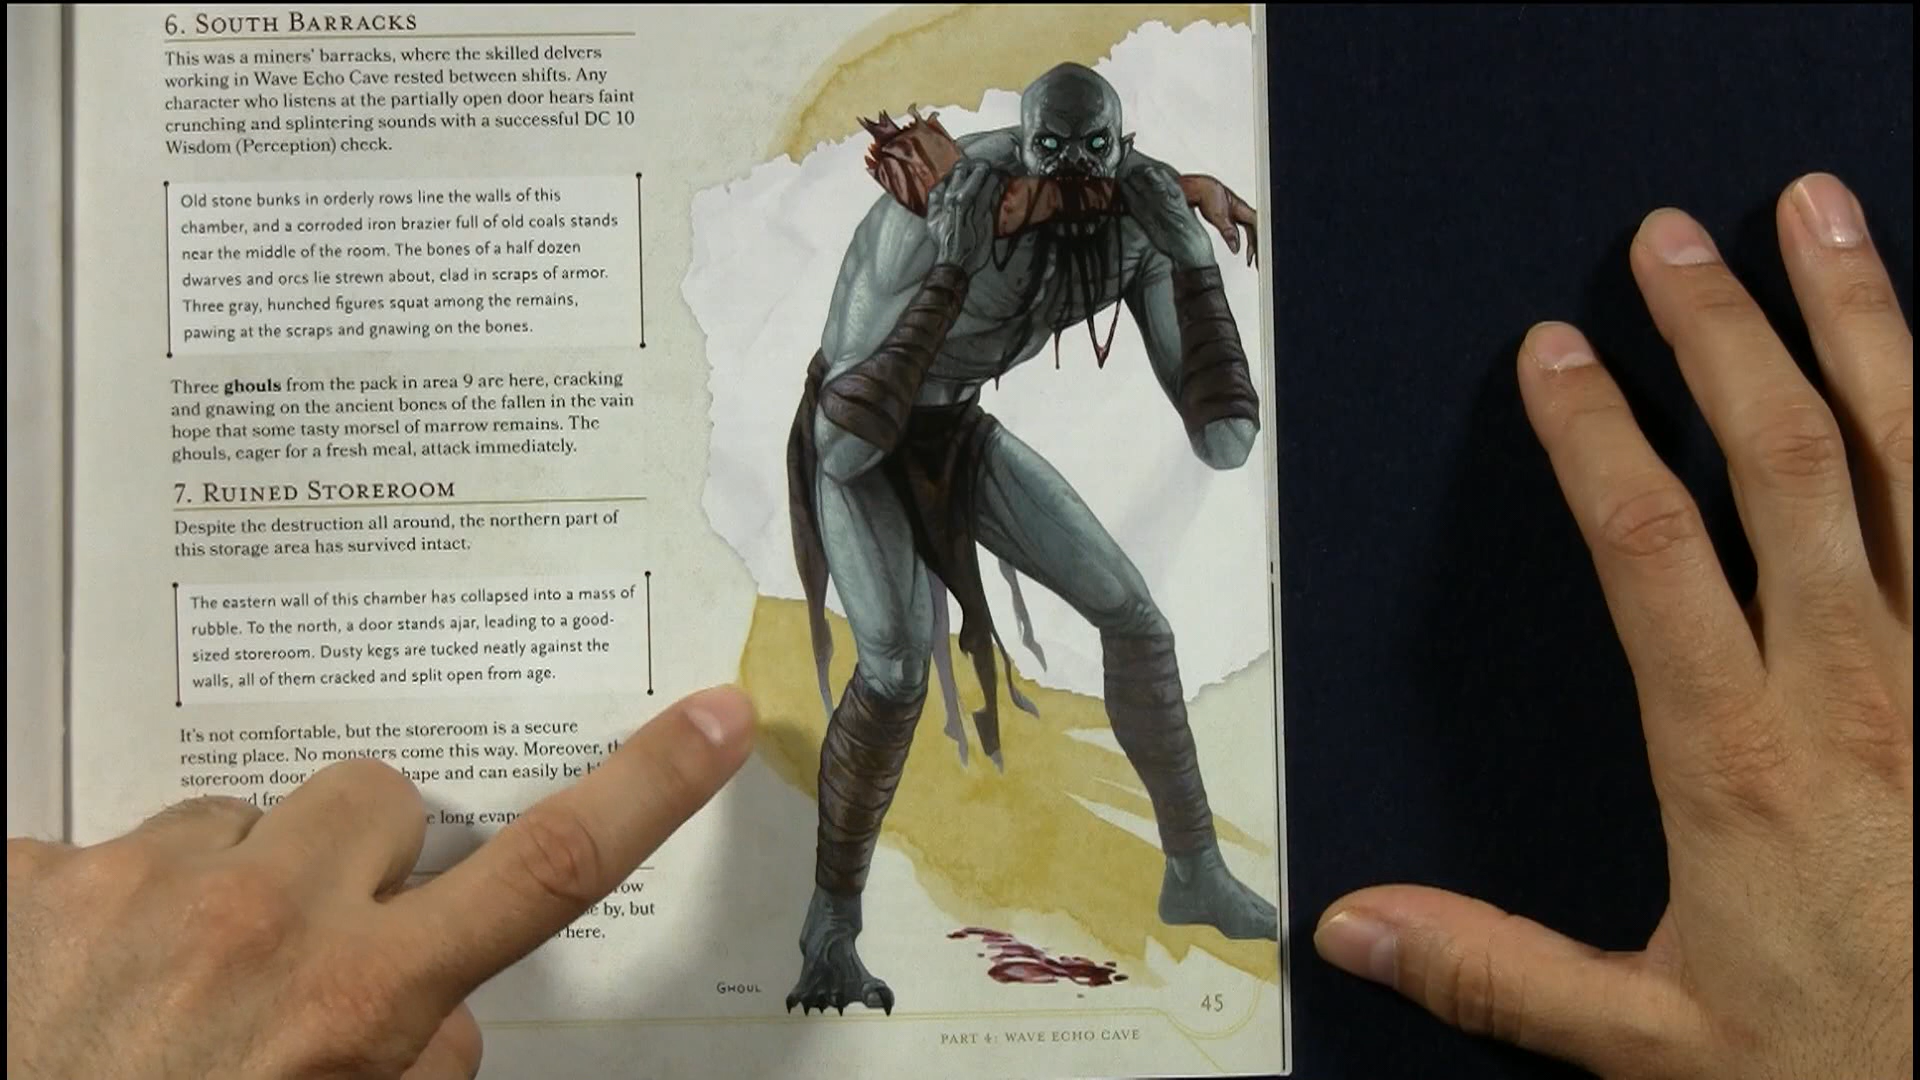 6. South Barracks
This was a miners' barracks, where the skilled delvers
working in Wave Echo Cave rested between shifts. Any
character who listens at the partially open door hears faint
crunching and splintering sounds with a successful DC 10
Wisdom (Perception) check.
Old stone bunks in orderly rows line the walls of this
chamber, and a corroded iron brazier full of old coals stands
near the middle of the room. The bones of a half dozen
dwarves and orcs lie strewn about, clad in scraps of armor.
Three gray, hunched figures squat among the remains,
pawing at the scraps and gnawing on the bones.
Three ghouls from the pack in area 9 are here, cracking
and gnawing on the ancient bones of the fallen in the vain
hope that some tasty morsel of marrow remains. The
ghouls, eager for a fresh meal, attack immediately.
7. Ruined Storeroom
Despite the destruction all around, the northern part of
this storage area has survived intact.
The eastern wall of this chamber has collapsed into a mass of
rubble. To the north, a door stands ajar, leading to a good-
sized storeroom. Dusty kegs are tucked neatly against the
walls, all of them cracked and split open from age.
It's not comfortable, but the storeroom is a secure
resting place. No monsters come this way. Moreover,
storeroom door and can easily be
long
by, but
here.
Ghoul
45
PART 4: WAVE ECHO CAVE